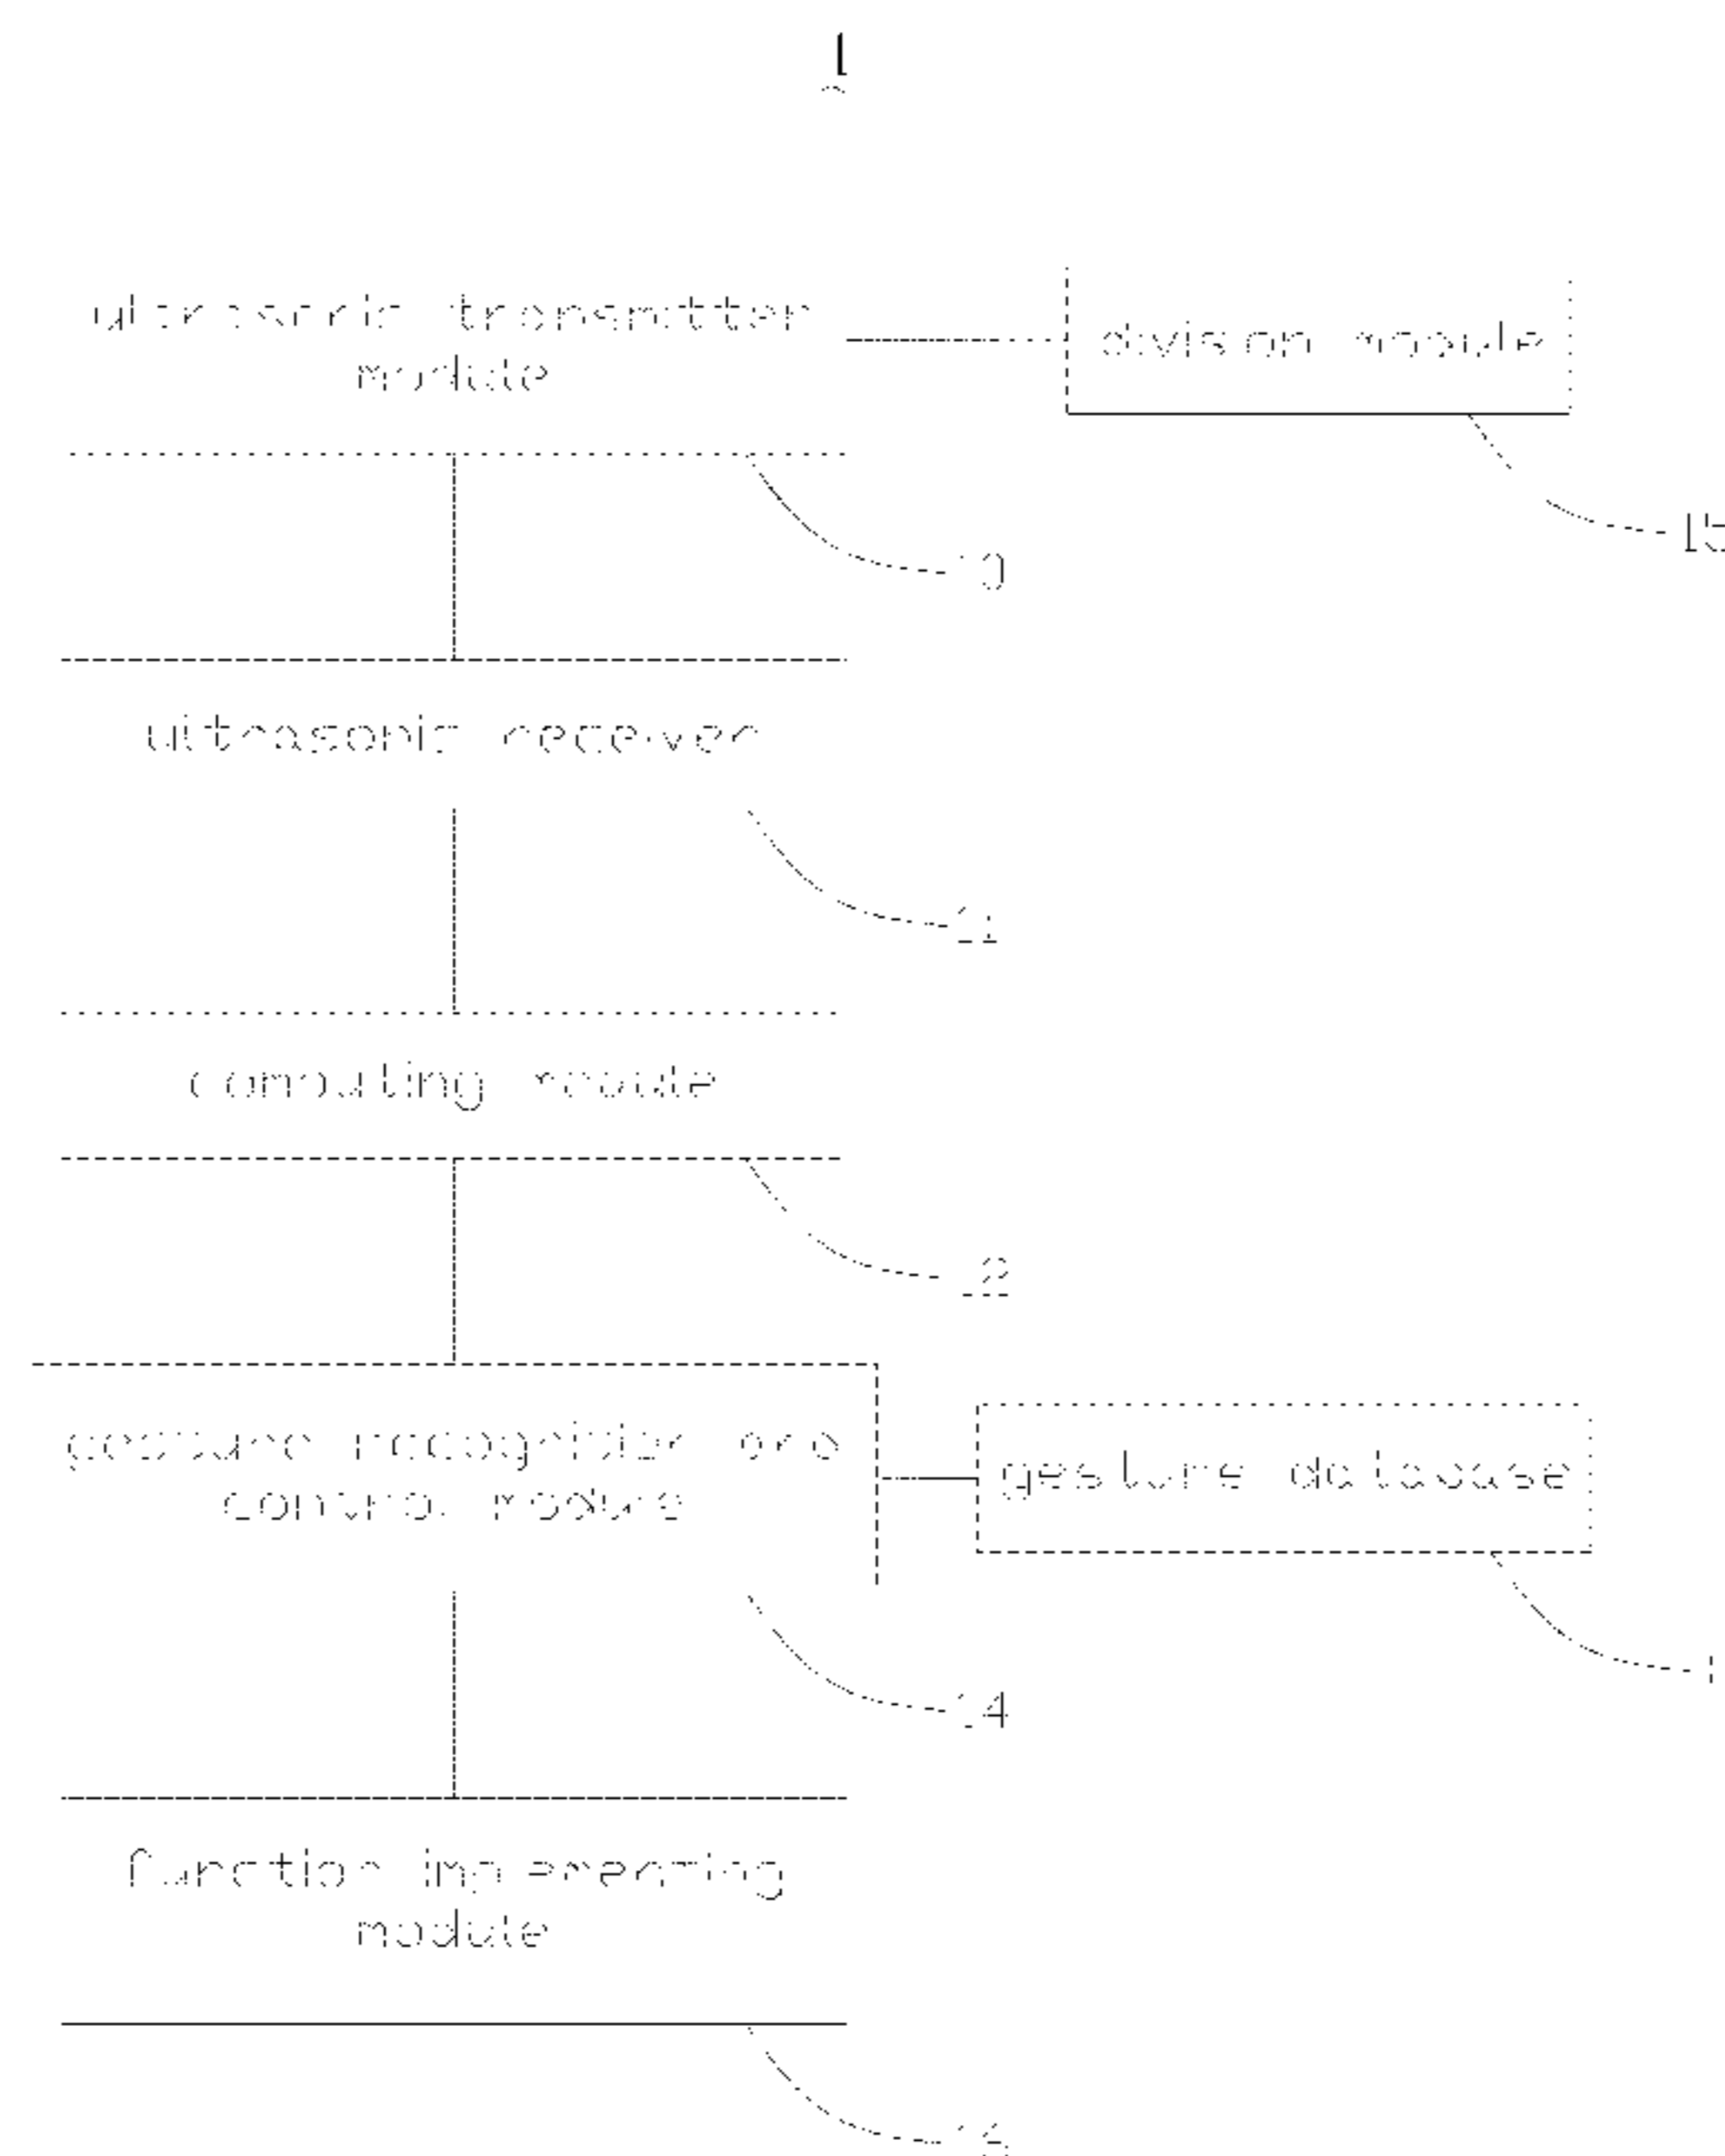 1
ultrasonic transmitter
module
division module
15
10
ultrasonic receiver
11
computing module
12
gesture recognition and
control module
gesture database
14
function implementing
module
16